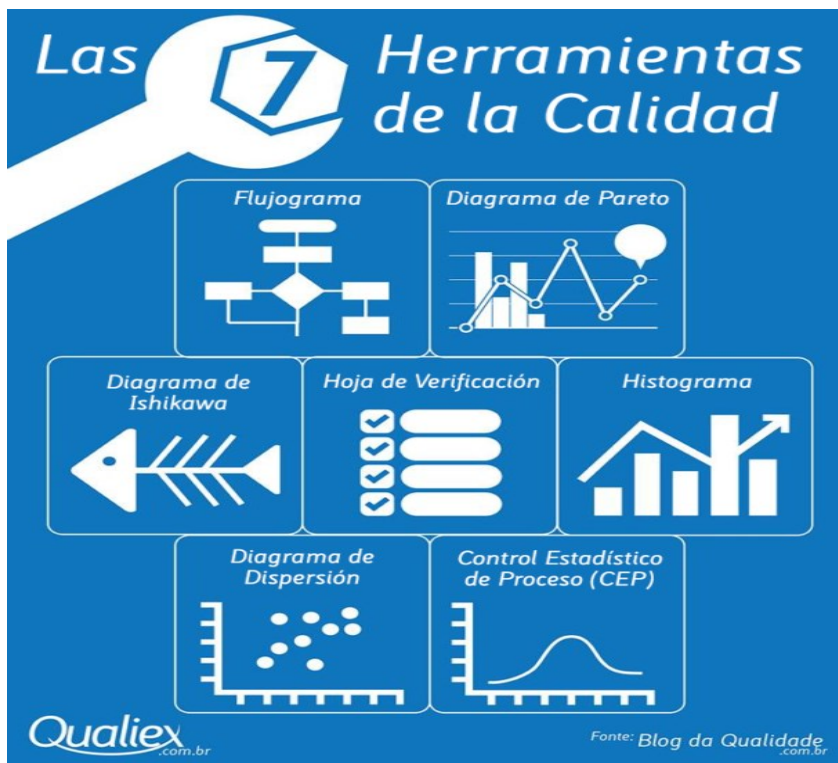 Las 7 Herramientas
de la Calidad
Flujograma
Diagrama de Pareto
Diagrama de
Ishikawa
Hoja de Verificación
Histograma
Diagrama de
Dispersión
Control Estadístico
de Proceso (CEP)
Qualiex
.com.br
Fonte: Blog da Qualidade
.com.br